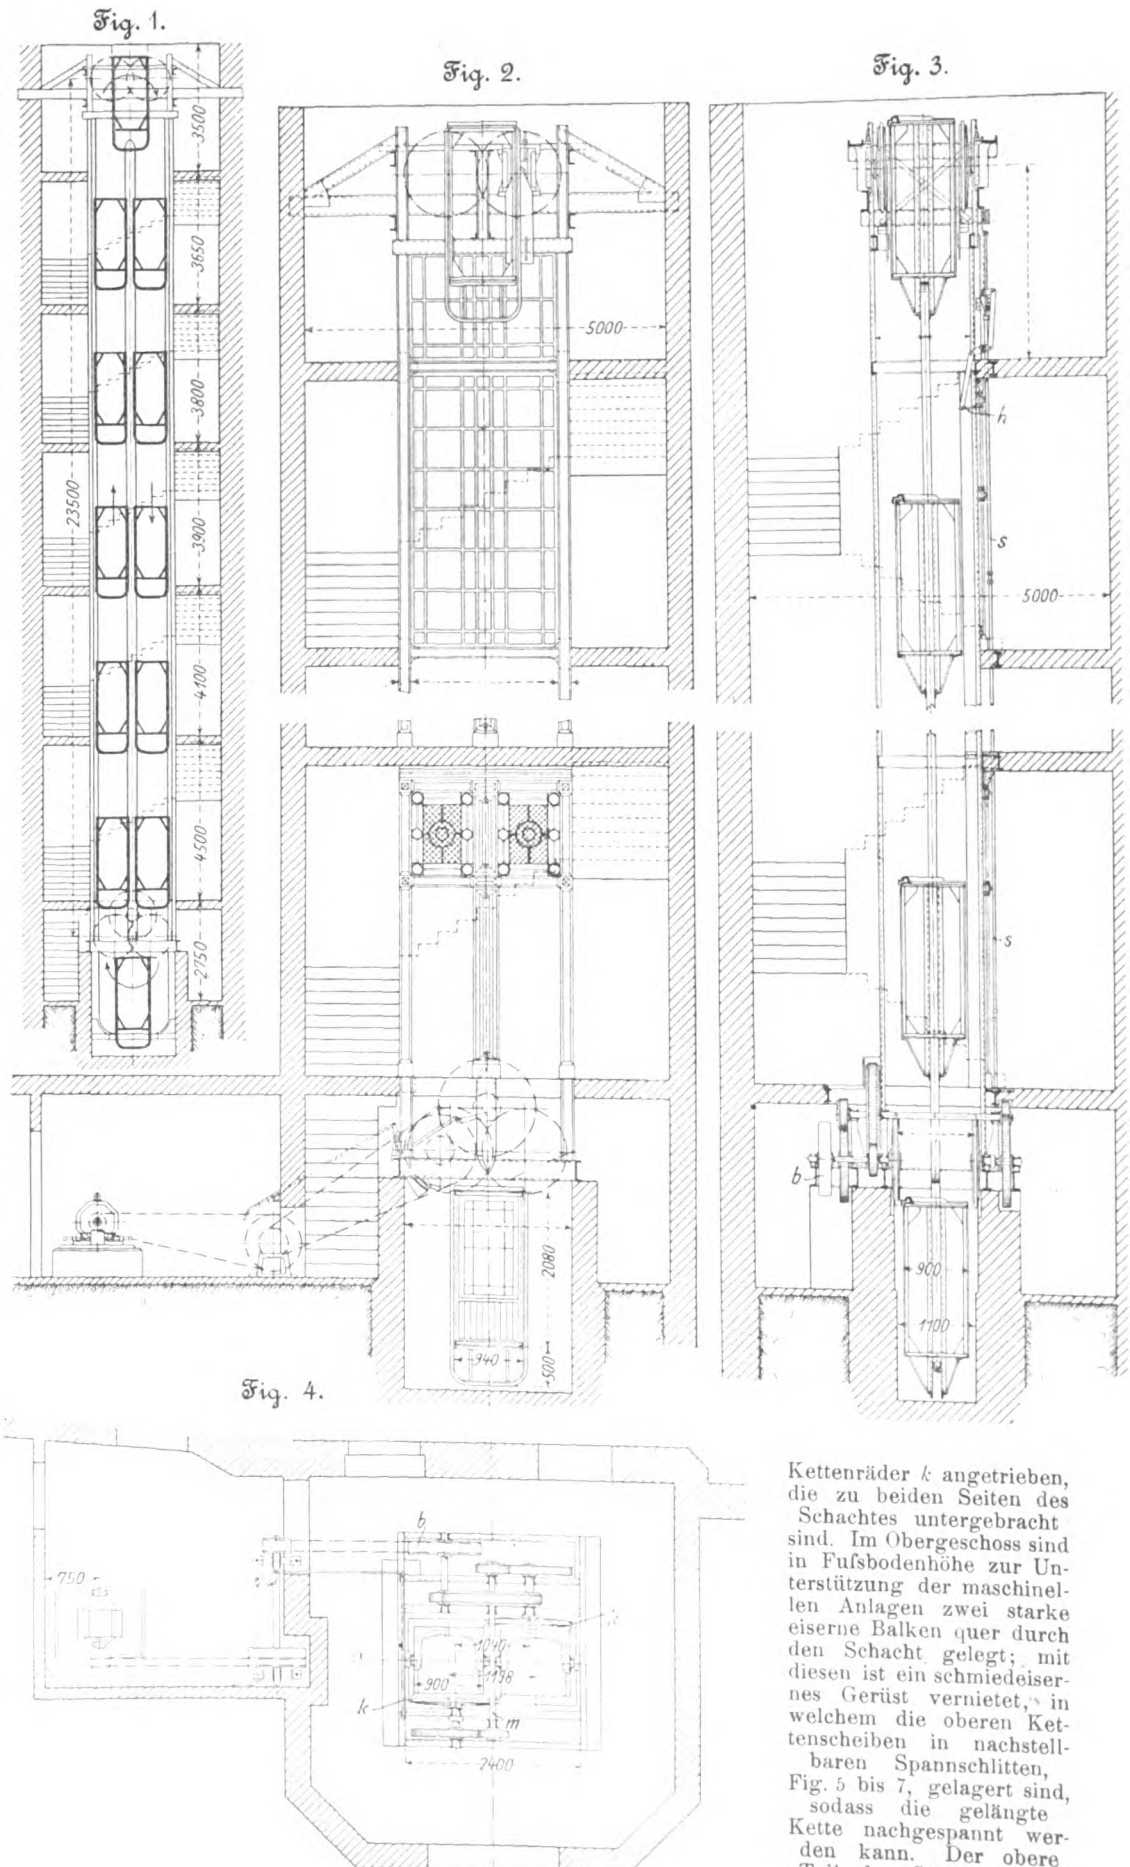 Fig. 1.
Fig. 2.
Fig. 3.
3500
3650
3800
3900
4100
4500
2750
23500
5000
2080
940
500
h
s
5000
s
b
900
1100
Fig. 4.
750
b
k
1040
1198
900
k
m
2400
Kettenräder k angetrieben,
die zu beiden Seiten des
Schachtes untergebracht
sind. Im Obergeschoss sind
in Fufsbodenhöhe zur Un-
terstützung der maschinel-
len Anlagen zwei starke
eiserne Balken quer durch
den Schacht gelegt; mit
diesen ist ein schmiedeiser-
nes Gerüst vernietet, in
welchem die oberen Ket-
tenscheiben in nachstell-
baren Spannschlitten,
Fig. 5 bis 7, gelagert sind,
sodass die gelängte
Kette nachgespannt wer-
den kann. Der obere